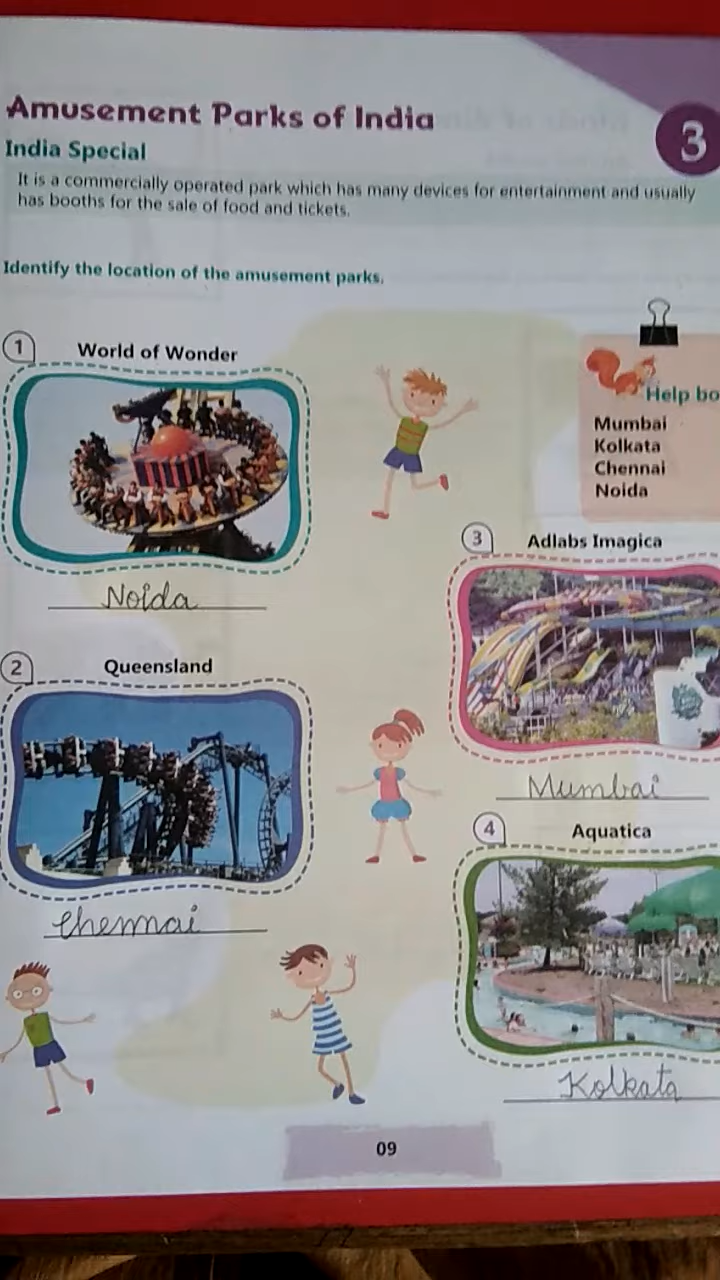 Amusement Parks of India
3
India Special
It is a commercially operated park which has many devices for entertainment and usually
has booths for the sale of food and tickets.
Identify the location of the amusement parks.
1 World of Wonder
Noida
2 Queensland
Chennai
Help bo
Mumbai
Kolkata
Chennai
Noida
3 Adlabs Imagica
Mumbai
4 Aquatica
Kolkata
09